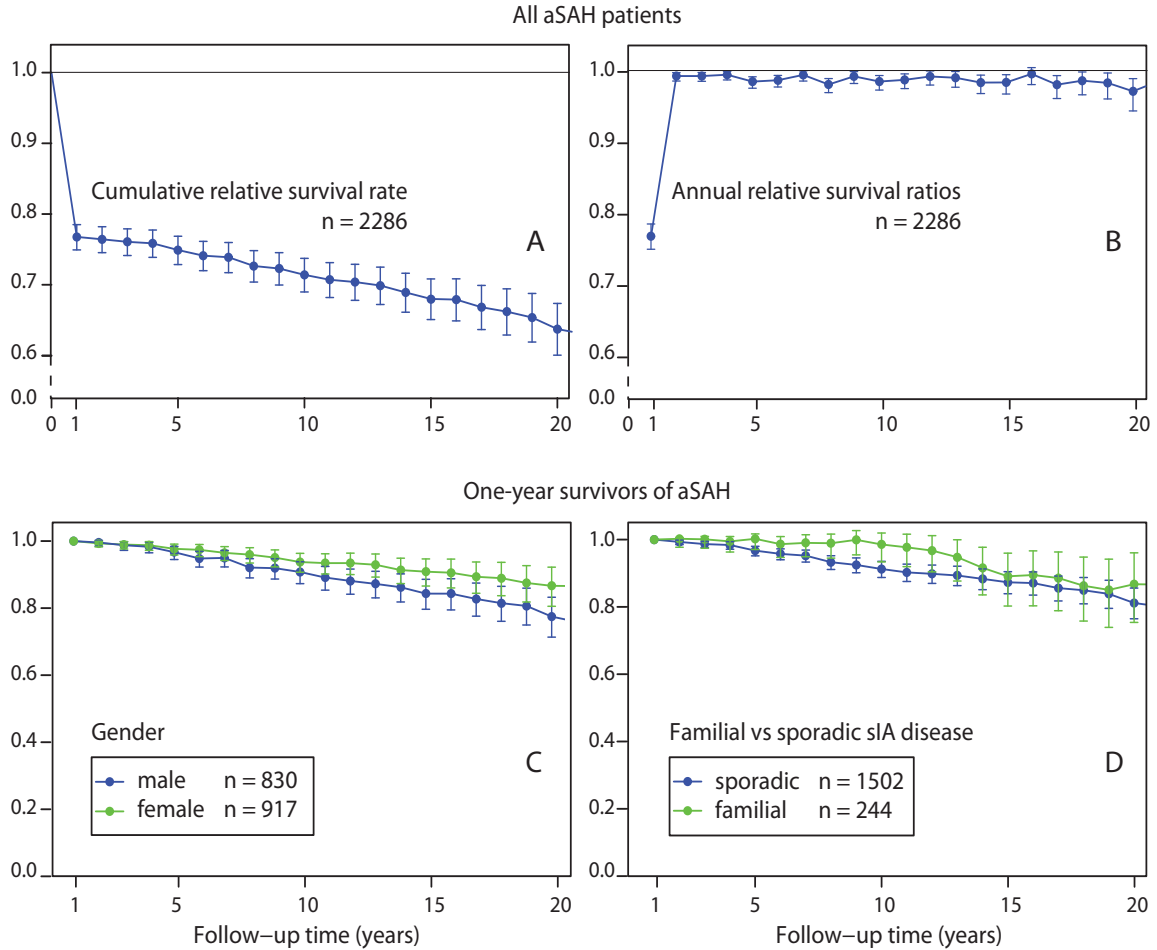 All aSAH patients
1.0
0.9
0.8
0.7
0.6
0.0
Cumulative relative survival rate
n = 2286
A
0 1 5 10 15 20
1.0
0.9
0.8
0.7
0.6
0.0
Annual relative survival ratios
n = 2286
B
0 1 5 10 15 20
One-year survivors of aSAH
1.0
0.8
0.6
0.4
0.2
0.0
Gender
male n = 830
female n = 917
C
1 5 10 15 20
Follow–up time (years)
1.0
0.8
0.6
0.4
0.2
0.0
Familial vs sporadic sIA disease
sporadic n = 1502
familial n = 244
D
1 5 10 15 20
Follow–up time (years)